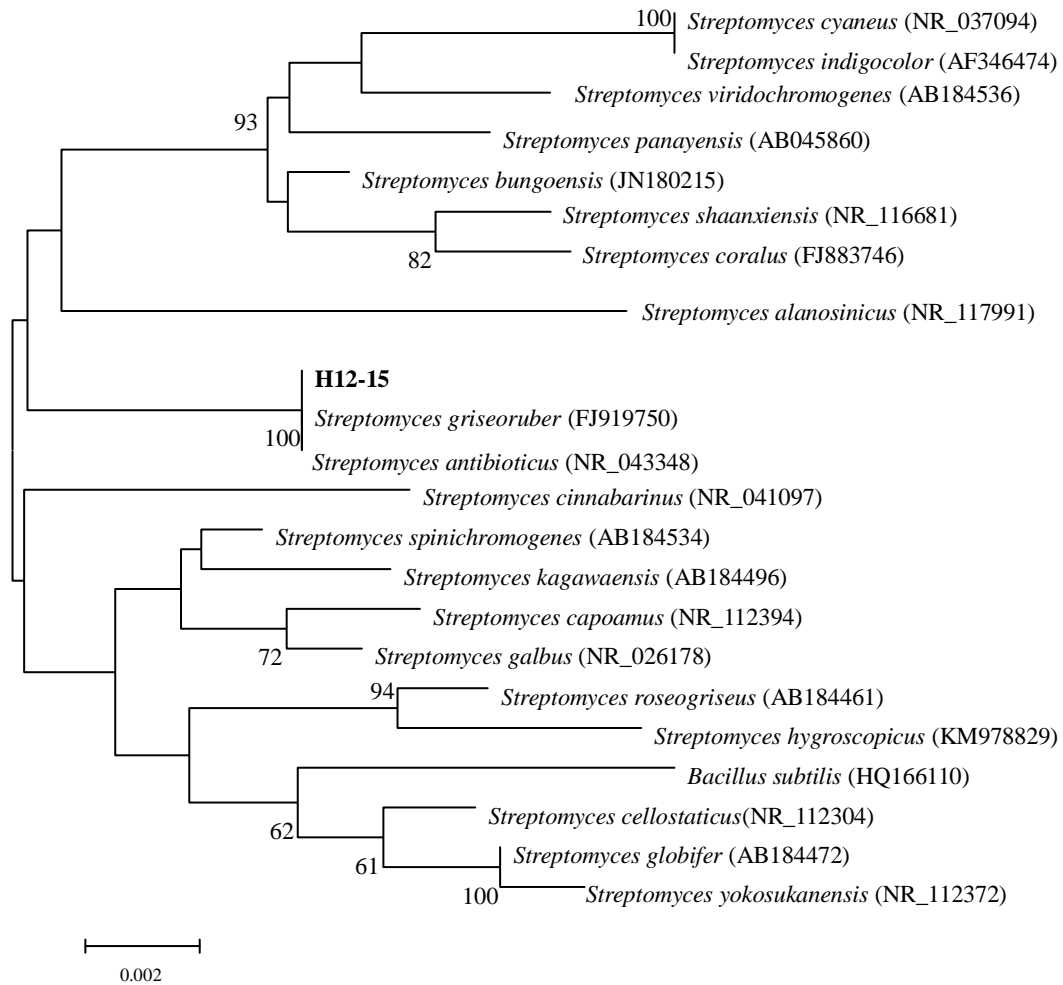 100
Streptomyces cyaneus (NR_037094)
Streptomyces indigocolor (AF346474)
Streptomyces viridochromogenes (AB184536)
93
Streptomyces panayensis (AB045860)
Streptomyces bungoensis (JN180215)
Streptomyces shaanxiensis (NR_116681)
82
Streptomyces coralus (FJ883746)
Streptomyces alanosinicus (NR_117991)
H12-15
Streptomyces griseoruber (FJ919750)
100
Streptomyces antibioticus (NR_043348)
Streptomyces cinnabarinus (NR_041097)
Streptomyces spinichromogenes (AB184534)
Streptomyces kagawaensis (AB184496)
Streptomyces capoamus (NR_112394)
72
Streptomyces galbus (NR_026178)
94
Streptomyces roseogriseus (AB184461)
Streptomyces hygroscopicus (KM978829)
Bacillus subtilis (HQ166110)
Streptomyces cellostaticus(NR_112304)
62
Streptomyces globifer (AB184472)
61
100
Streptomyces yokosukanensis (NR_112372)
0.002